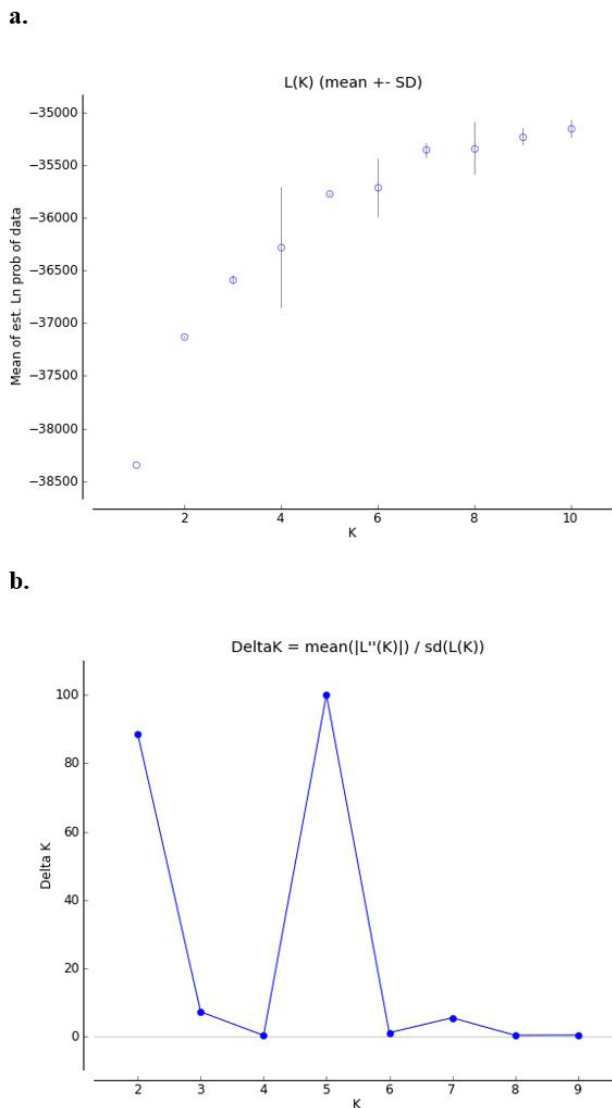 a.
L(K) (mean +- SD)
−35000
−35500
−36000
−36500
−37000
−37500
−38000
−38500
Mean of est. Ln prob of data
2 4 6 8 10
K
b.
DeltaK = mean(|L''(K)|) / sd(L(K))
100
80
60
40
20
0
Delta K
2 3 4 5 6 7 8 9
K